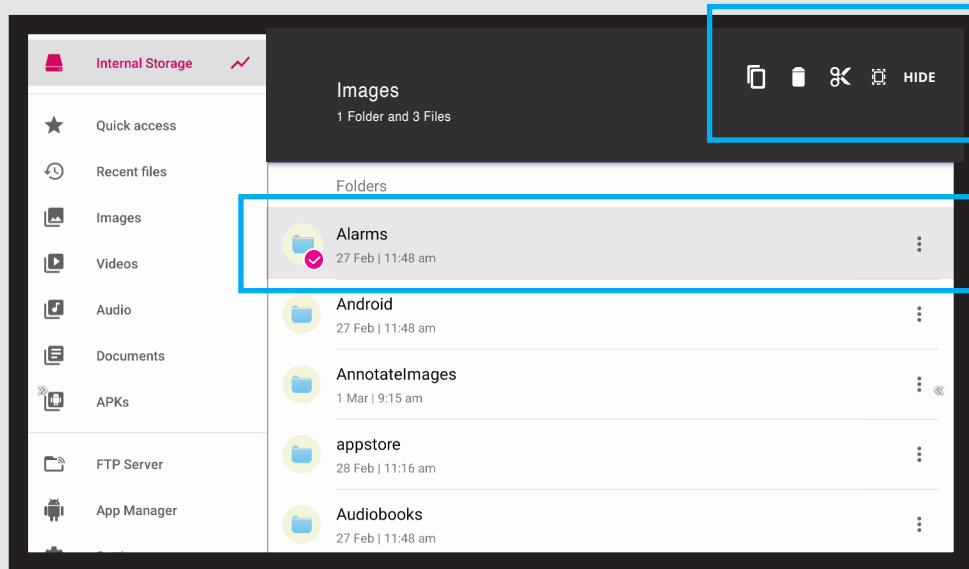 Internal Storage
Quick access
Recent files
Images
Videos
Audio
Documents
APKs
FTP Server
App Manager
Images
1 Folder and 3 Files
HIDE
Folders
Alarms
27 Feb | 11:48 am
Android
27 Feb | 11:48 am
AnnotateImages
1 Mar | 9:15 am
appstore
28 Feb | 11:16 am
Audiobooks
27 Feb | 11:48 am